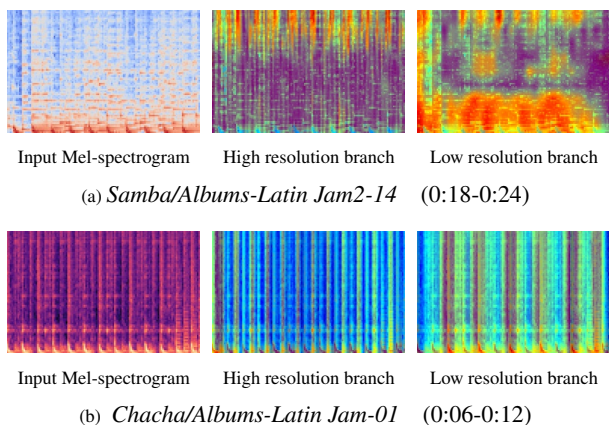 Input Mel-spectrogram High resolution branch Low resolution branch
(a) Samba/Albums-Latin Jam2-14 (0:18-0:24)
Input Mel-spectrogram High resolution branch Low resolution branch
(b) Chacha/Albums-Latin Jam-01 (0:06-0:12)